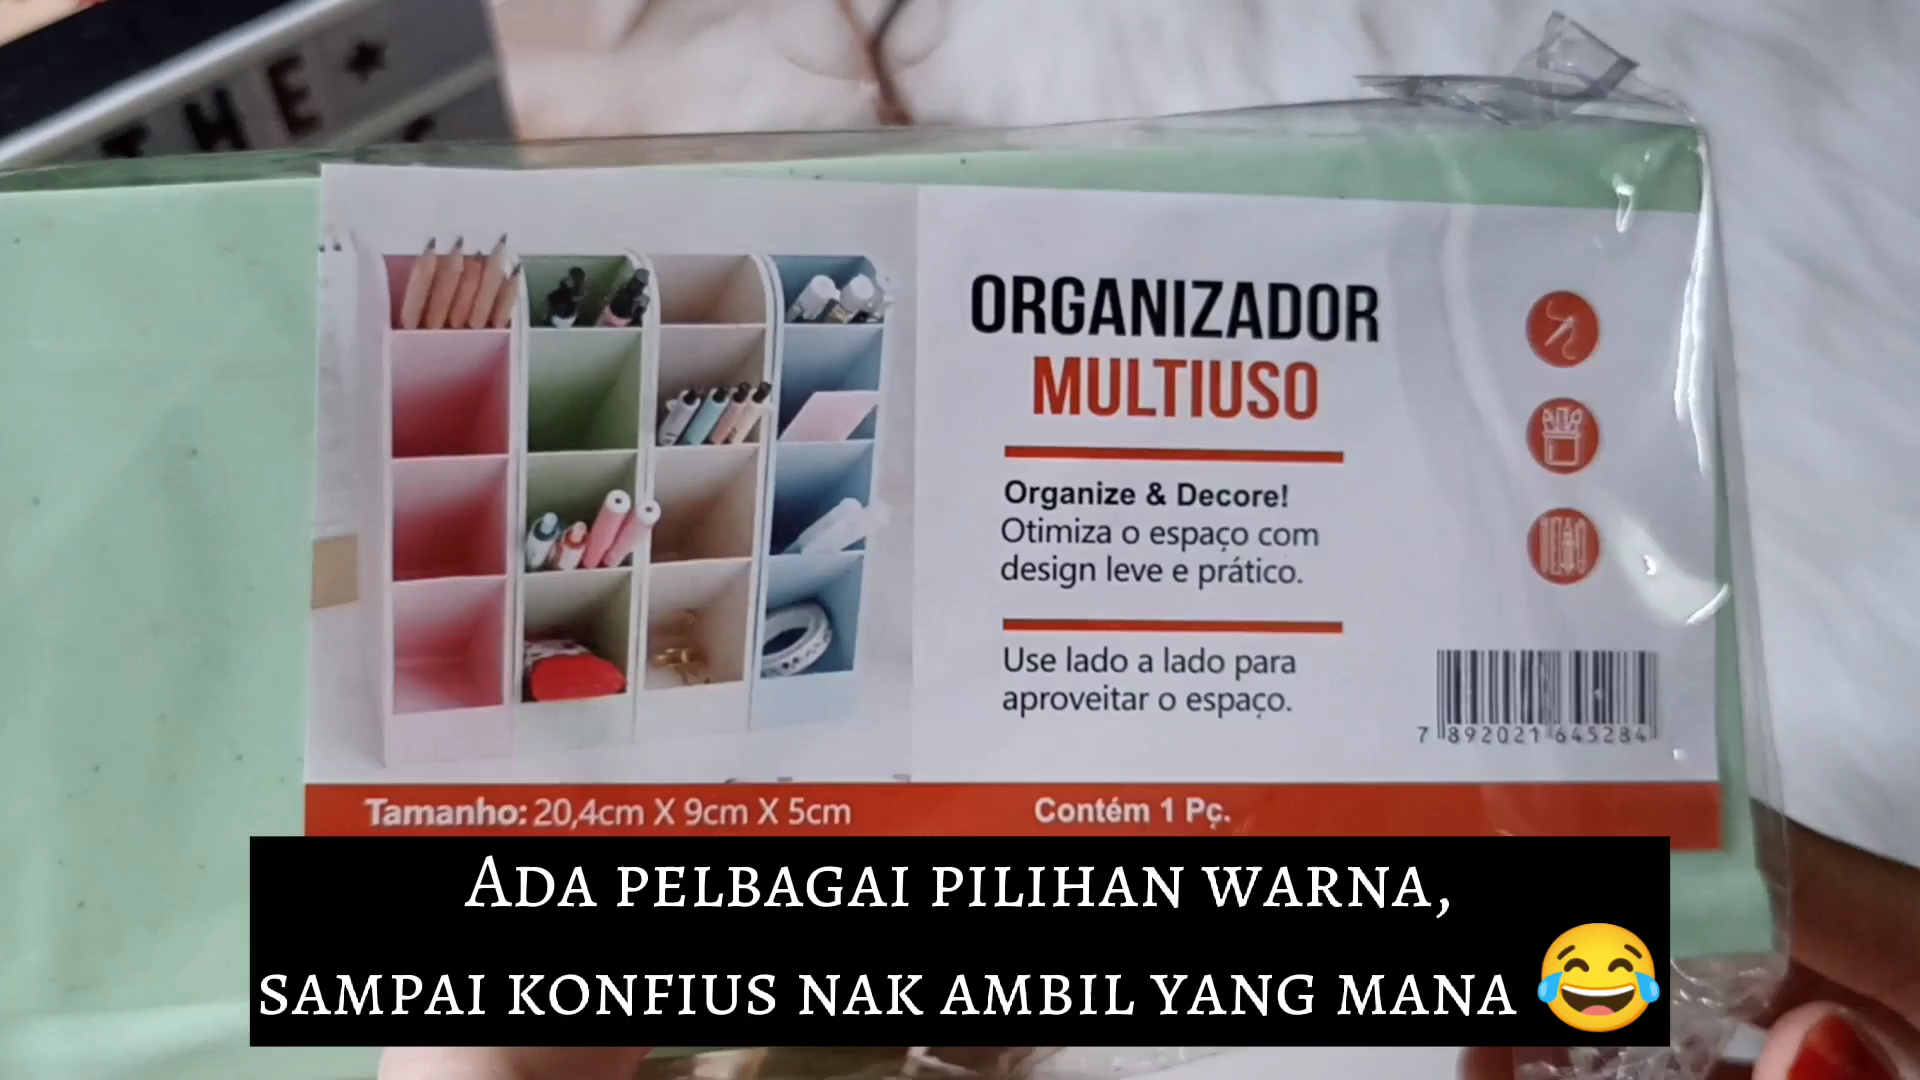 THE
ORGANIZADOR
MULTIUSO
Organize & Decore!
Otimiza o espaço com
design leve e prático.
Use lado a lado para
aproveitar o espaço.
7 892021 645284
Tamanho: 20,4cm X 9cm X 5cm
Contém 1 Pç.
Ada pelbagai pilihan warna,
sampai konfius nak ambil yang mana 😂